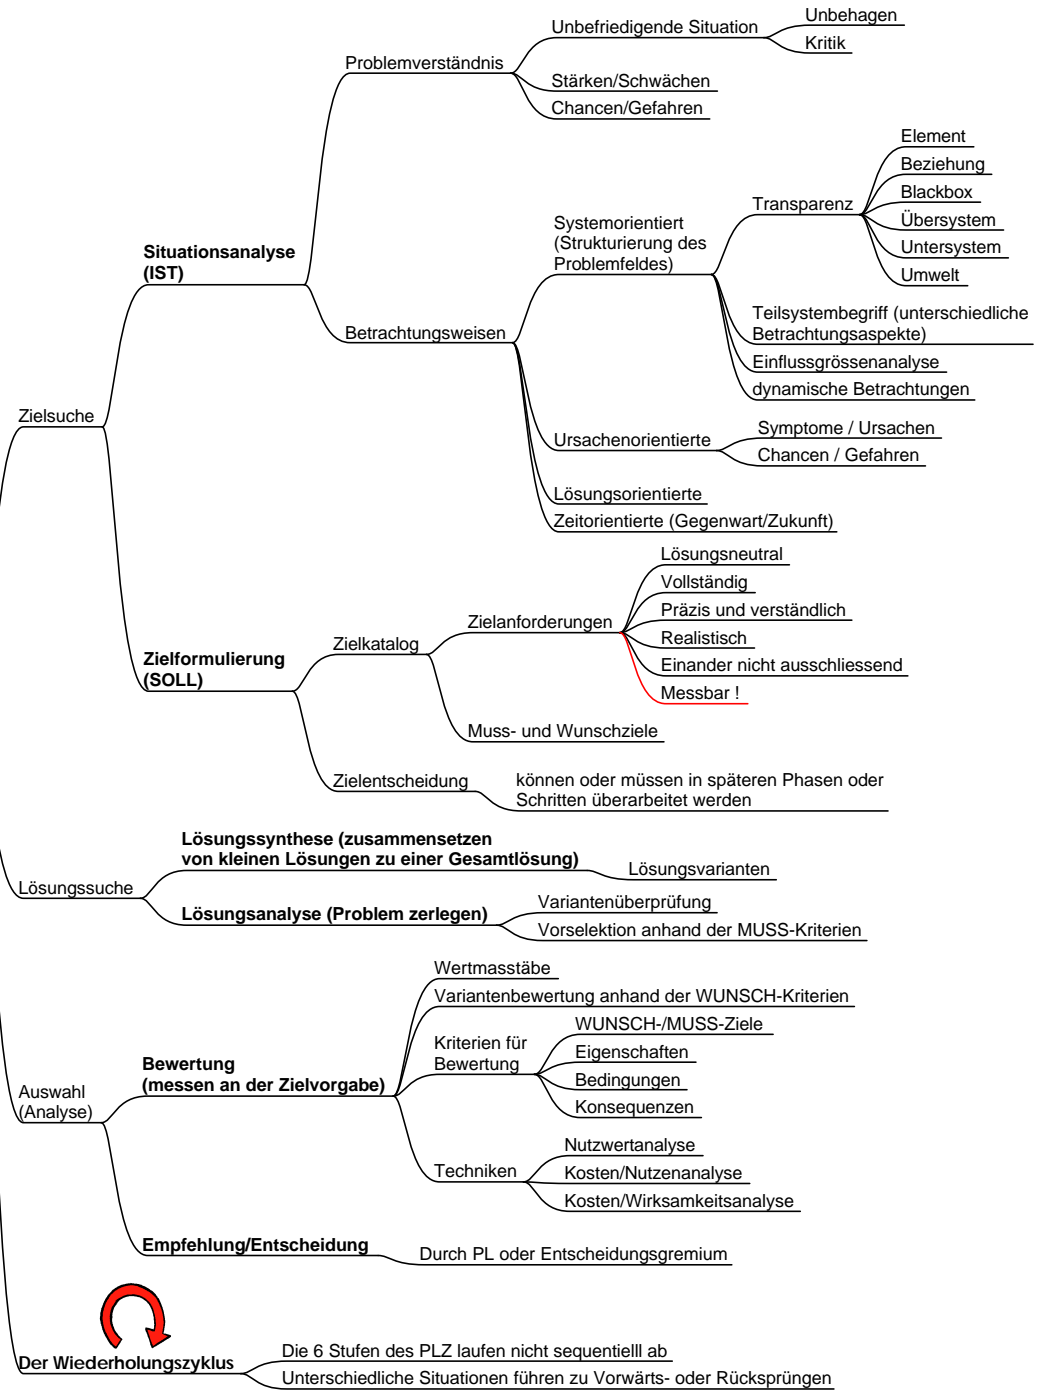 Zielsuche
Situationsanalyse
(IST)
Problemverständnis
Unbefriedigende Situation
Unbehagen
Kritik
Stärken/Schwächen
Chancen/Gefahren
Betrachtungsweisen
Systemorientiert
(Strukturierung des
Problemfeldes)
Transparenz
Element
Beziehung
Blackbox
Übersystem
Untersystem
Umwelt
Teilsystembegriff (unterschiedliche
Betrachtungsaspekte)
Einflussgrössenanalyse
dynamische Betrachtungen
Ursachenorientierte
Symptome / Ursachen
Chancen / Gefahren
Lösungsorientierte
Zeitorientierte (Gegenwart/Zukunft)
Zielformulierung
(SOLL)
Zielkatalog
Zielanforderungen
Lösungsneutral
Vollständig
Präzis und verständlich
Realistisch
Einander nicht ausschliessend
Messbar !
Muss- und Wunschziele
Zielentscheidung
können oder müssen in späteren Phasen oder
Schritten überarbeitet werden
Lösungssuche
Lösungssynthese (zusammensetzen
von kleinen Lösungen zu einer Gesamtlösung)
Lösungsvarianten
Lösungsanalyse (Problem zerlegen)
Variantenüberprüfung
Vorselektion anhand der MUSS-Kriterien
Auswahl
(Analyse)
Bewertung
(messen an der Zielvorgabe)
Wertmasstäbe
Variantenbewertung anhand der WUNSCH-Kriterien
Kriterien für
Bewertung
WUNSCH-/MUSS-Ziele
Eigenschaften
Bedingungen
Konsequenzen
Techniken
Nutzwertanalyse
Kosten/Nutzenanalyse
Kosten/Wirksamkeitsanalyse
Empfehlung/Entscheidung
Durch PL oder Entscheidungsgremium
Der Wiederholungszyklus
Die 6 Stufen des PLZ laufen nicht sequentielll ab
Unterschiedliche Situationen führen zu Vorwärts- oder Rücksprüngen